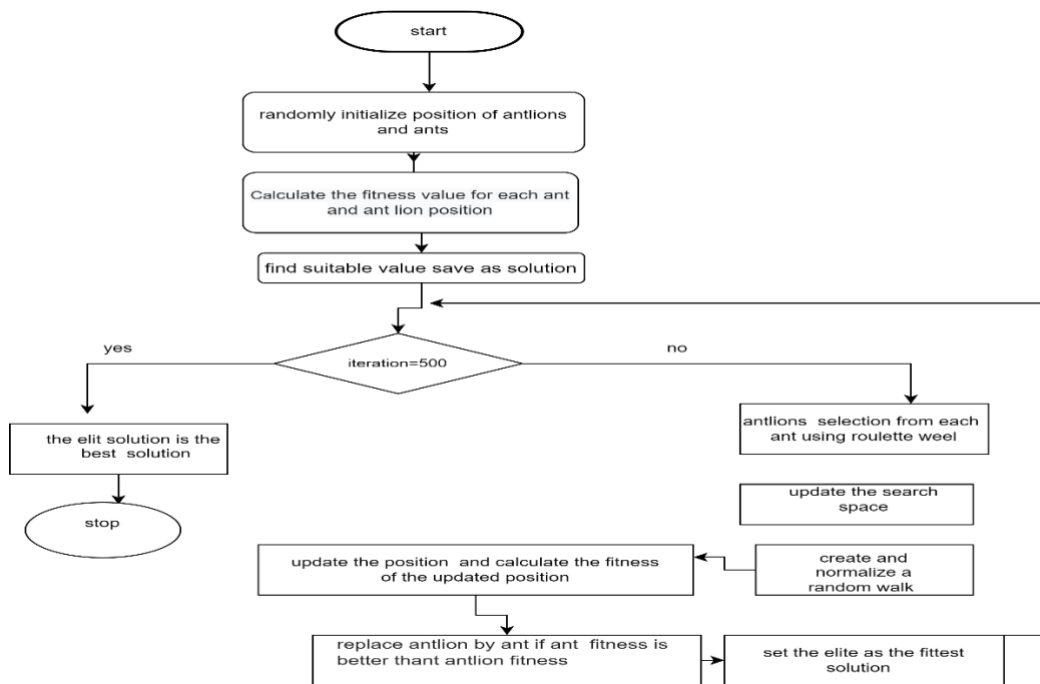 start
randomly initialize position of antlions
and ants
Calculate the fitness value for each ant
and ant lion position
find suitable value save as solution
iteration=500
yes
no
the elit solution is the
best solution
stop
antlions selection from each
ant using roulette weel
update the search
space
create and
normalize a
random walk
update the position and calculate the fitness
of the updated position
replace antlion by ant if ant fitness is
better thant antlion fitness
set the elite as the fittest
solution